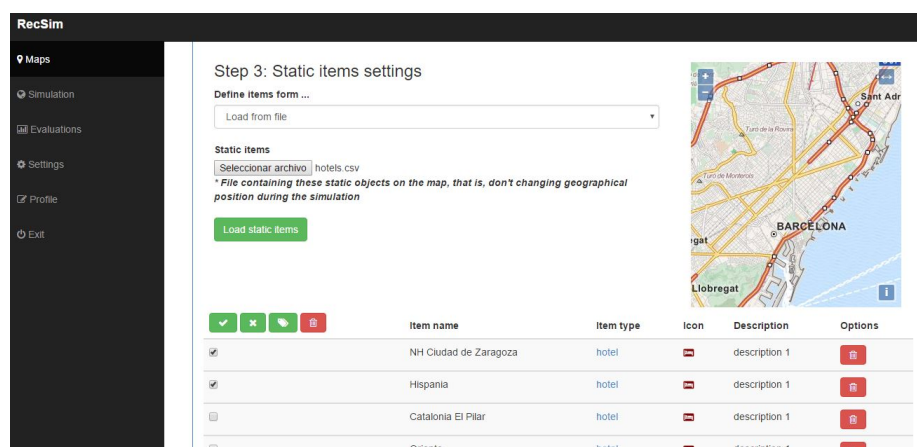 RecSim
Maps
Simulation
Evaluations
Settings
Profile
Exit
Step 3: Static items settings
Define items form ...
Load from file
Static items
Seleccionar archivo hotels.csv
* File containing these static objects on the map, that is, don't changing geographical
position during the simulation
Load static items
+
−
Sant Adr
Turó de la Rovira
Turó de Monterols
BARCELONA
egat
Llobregat
i
Item name Item type Icon Description Options
NH Ciudad de Zaragoza hotel description 1
Hispania hotel description 1
Catalonia El Pilar hotel description 1